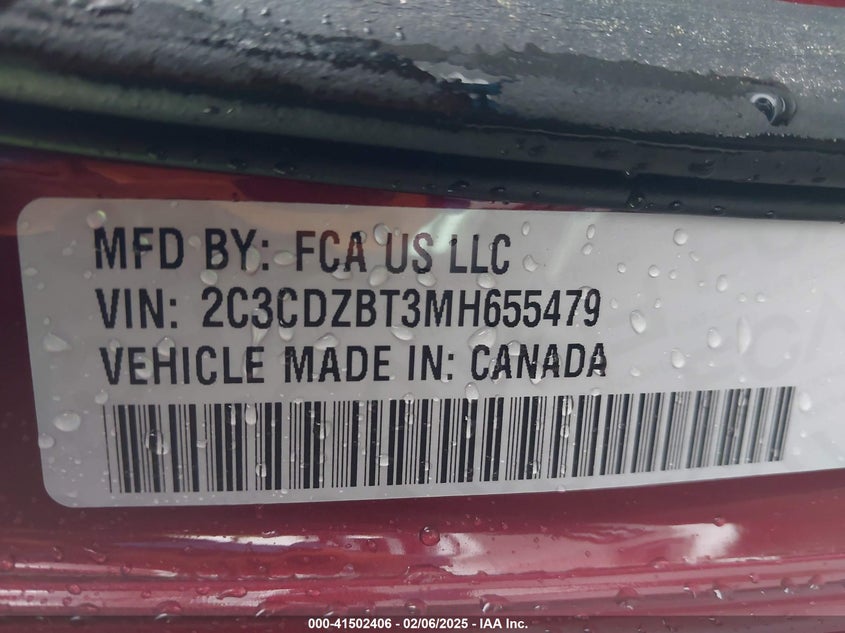 MFD BY: FCA US LLC
VIN: 2C3CDZBT3MH655479
VEHICLE MADE IN: CANADA
000-41502406 - 02/06/2025 - IAA Inc.